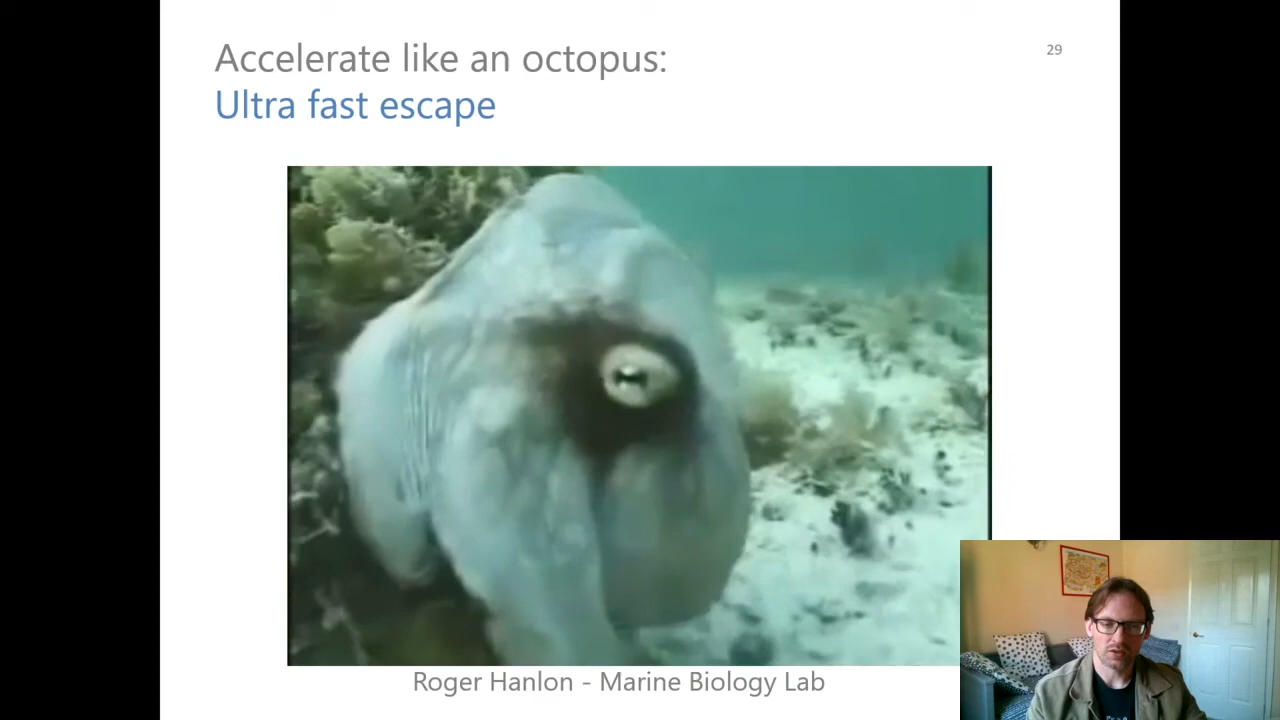 Accelerate like an octopus:
29
Ultra fast escape
Roger Hanlon - Marine Biology Lab